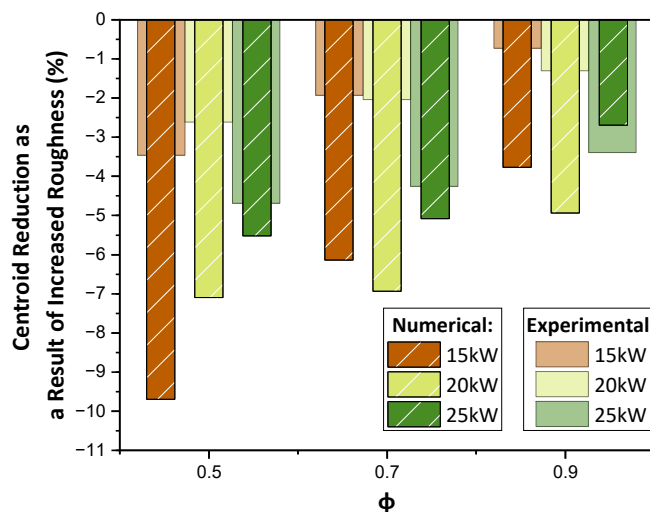 0
−1
−2
−3
−4
−5
−6
−7
−8
−9
−10
−11
Centroid Reduction as
a Result of Increased Roughness (%)
Numerical:
15kW
20kW
25kW
Experimental
15kW
20kW
25kW
0.5
0.7
0.9
ϕ